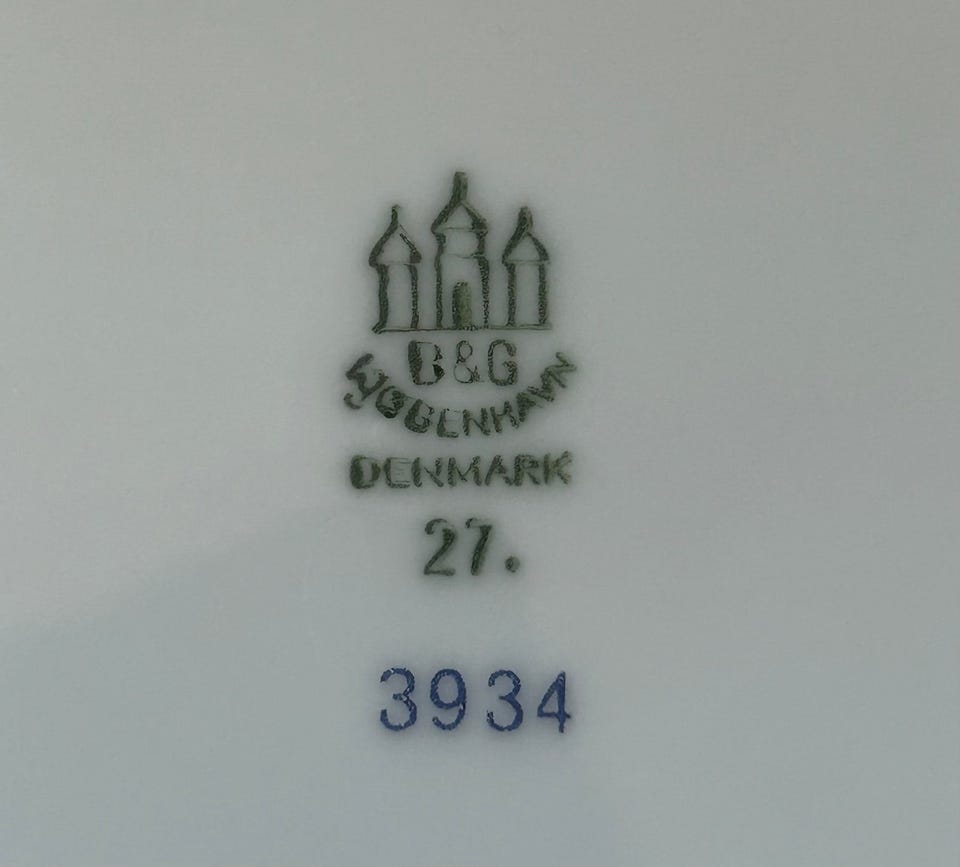 B&G
KJØBENHAVN
DENMARK
27.
3934